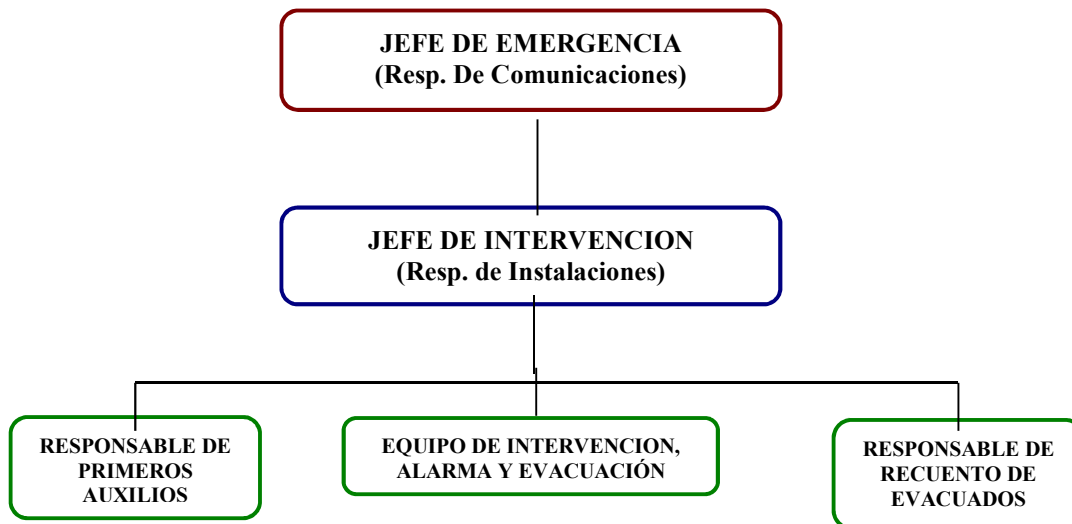 JEFE DE EMERGENCIA
(Resp. De Comunicaciones)
JEFE DE INTERVENCION
(Resp. de Instalaciones)
RESPONSABLE DE
PRIMEROS
AUXILIOS
EQUIPO DE INTERVENCION,
ALARMA Y EVACUACIÓN
RESPONSABLE DE
RECUENTO DE
EVACUADOS